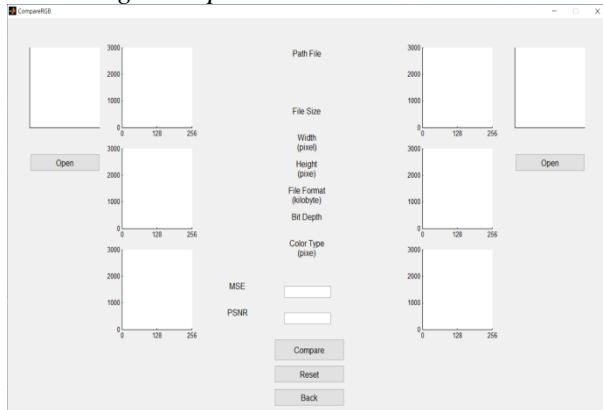 CompareRGB
3000
2000
1000
0
0 128 256
3000
2000
1000
0
0 128 256
3000
2000
1000
0
0 128 256
Open
Path File
File Size
Width
(pixel)
Height
(pixe)
File Format
(kilobyte)
Bit Depth
Color Type
(pixe)
MSE
PSNR
Compare
Reset
Back
3000
2000
1000
0
0 128 256
3000
2000
1000
0
0 128 256
3000
2000
1000
0
0 128 256
Open